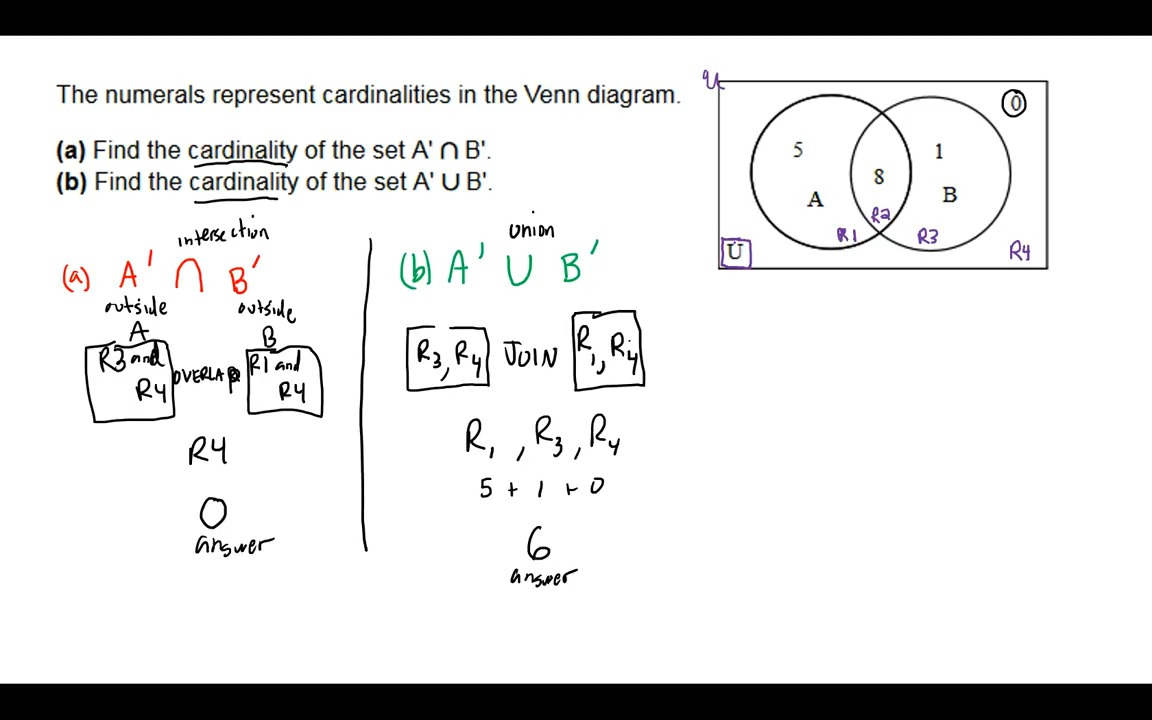 The numerals represent cardinalities in the Venn diagram.
(a) Find the cardinality of the set A' ∩ B'.
(b) Find the cardinality of the set A' ∪ B'.
U
0
5
1
8
A
B
R2
R1
R3
R4
U
intersection
(a) A' ∩ B'
outside
A
outside
B
R3 and
R4
OVERLAP
R1 and
R4
R4
0
answer
union
(b) A' ∪ B'
R3, R4
JOIN
R1, R4
R1, R3, R4
5 + 1 + 0
6
answer